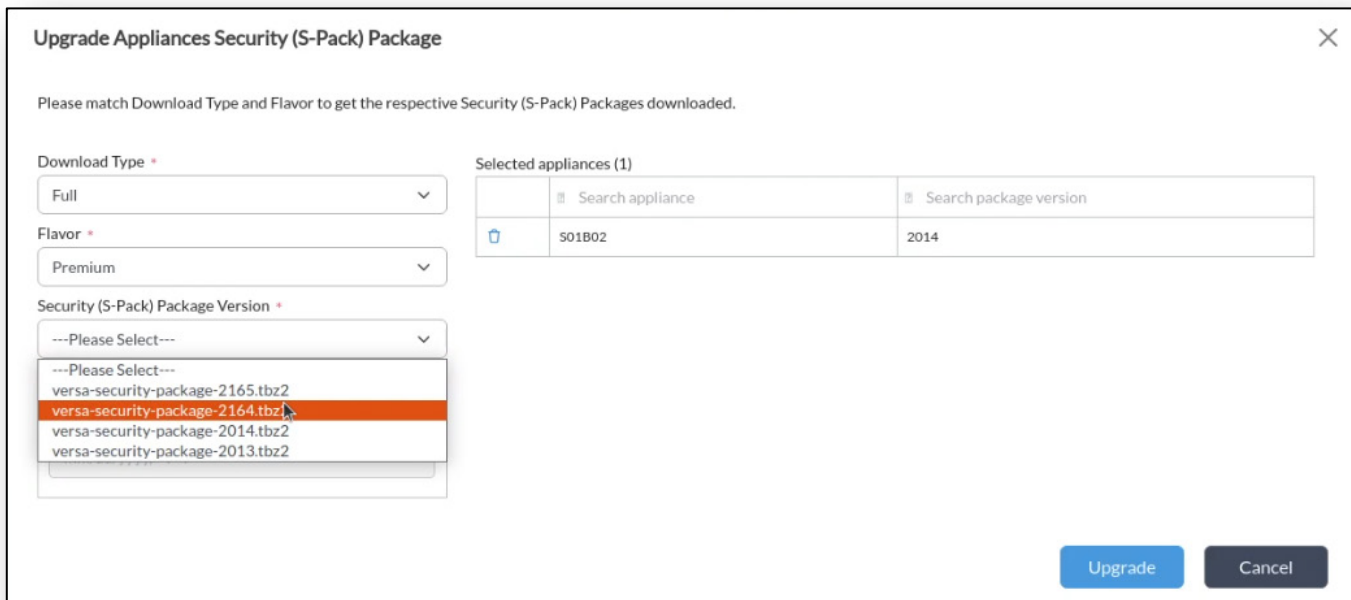 Upgrade Appliances Security (S-Pack) Package
Please match Download Type and Flavor to get the respective Security (S-Pack) Packages downloaded.
Download Type *
Full
Flavor *
Premium
Security (S-Pack) Package Version *
---Please Select---
---Please Select---
versa-security-package-2165.tbz2
versa-security-package-2164.tbz
versa-security-package-2014.tbz2
versa-security-package-2013.tbz2
Selected appliances (1)
Search appliance
Search package version
S01B02
2014
Upgrade
Cancel